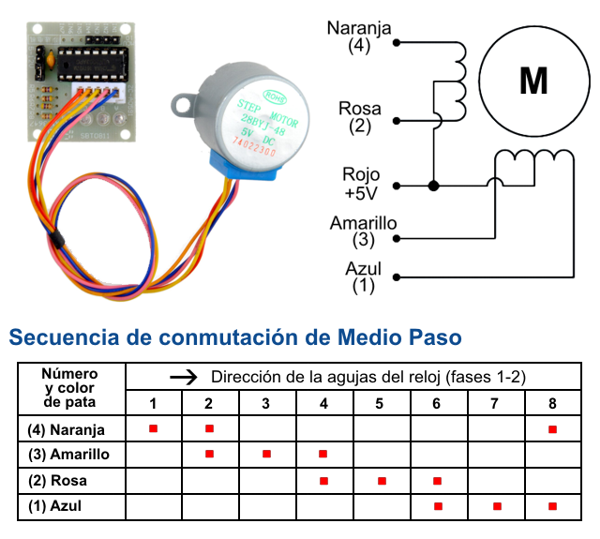 ROHS
STEP MOTOR
28BYJ-48
5V DC
74022300
Naranja
(4)
Rosa
(2)
Rojo
+5V
Amarillo
(3)
Azul
(1)
M
Secuencia de conmutación de Medio Paso
Número
y color
de pata
→ Dirección de la agujas del reloj (fases 1-2)
1 2 3 4 5 6 7 8
(4) Naranja
(3) Amarillo
(2) Rosa
(1) Azul